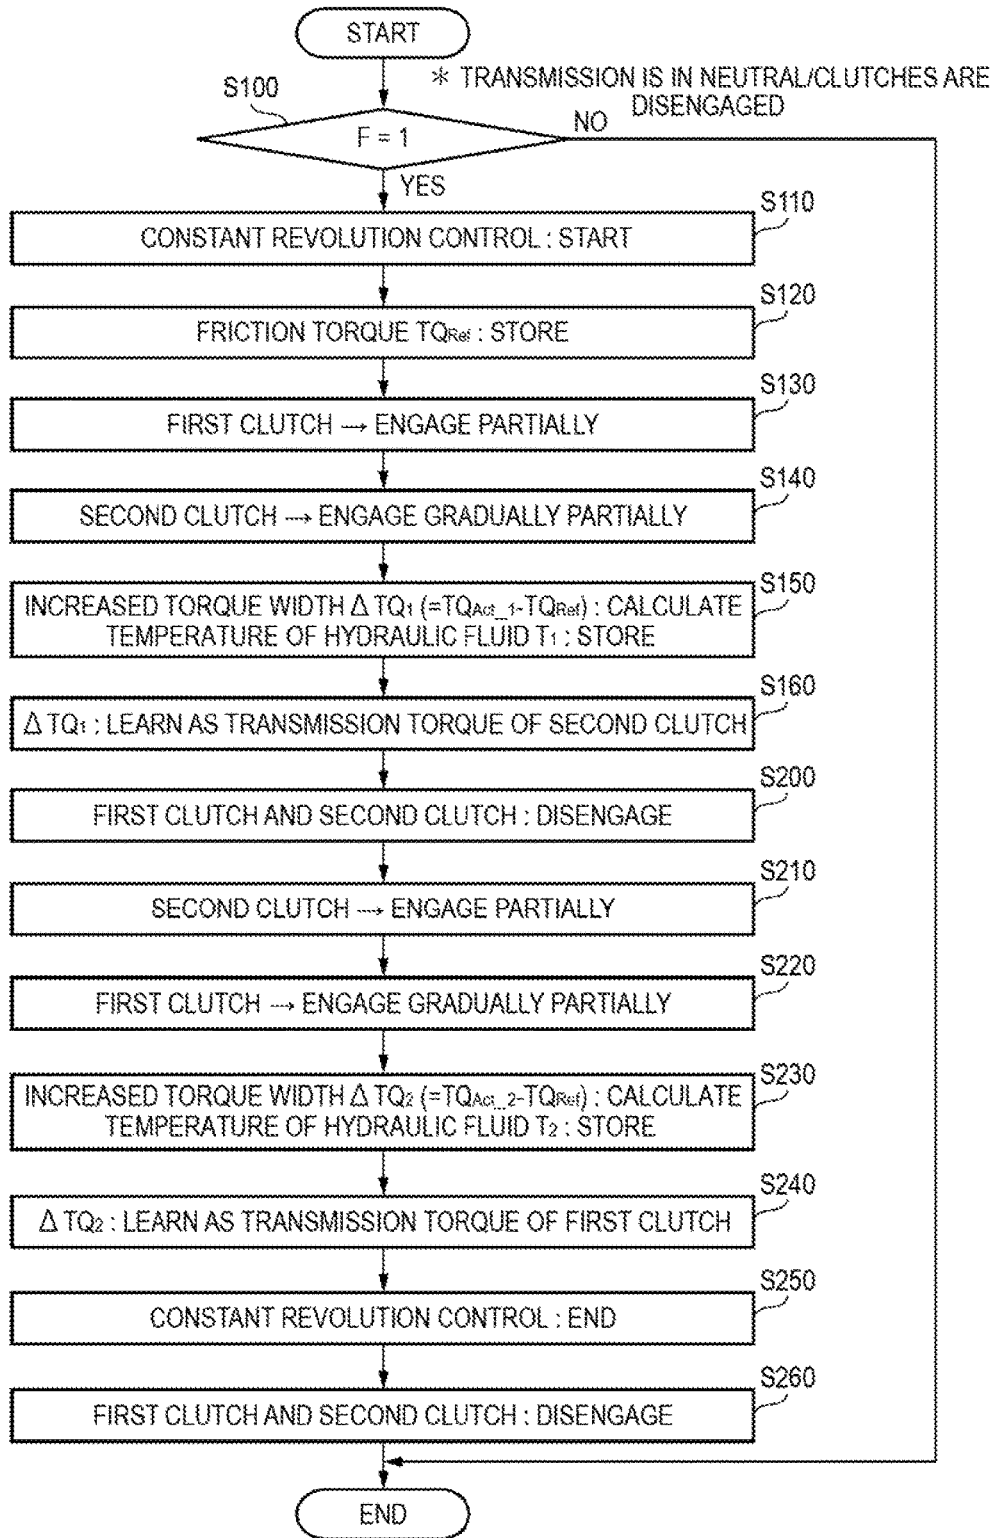 START
* TRANSMISSION IS IN NEUTRAL/CLUTCHES ARE
DISENGAGED
S100
F = 1
NO
YES
S110
CONSTANT REVOLUTION CONTROL : START
S120
FRICTION TORQUE TQRef : STORE
S130
FIRST CLUTCH → ENGAGE PARTIALLY
S140
SECOND CLUTCH → ENGAGE GRADUALLY PARTIALLY
S150
INCREASED TORQUE WIDTH Δ TQ1 (=TQAct_1-TQRef) : CALCULATE
TEMPERATURE OF HYDRAULIC FLUID T1 : STORE
S160
Δ TQ1 : LEARN AS TRANSMISSION TORQUE OF SECOND CLUTCH
S200
FIRST CLUTCH AND SECOND CLUTCH : DISENGAGE
S210
SECOND CLUTCH → ENGAGE PARTIALLY
S220
FIRST CLUTCH → ENGAGE GRADUALLY PARTIALLY
S230
INCREASED TORQUE WIDTH Δ TQ2 (=TQAct_2-TQRef) : CALCULATE
TEMPERATURE OF HYDRAULIC FLUID T2 : STORE
S240
Δ TQ2 : LEARN AS TRANSMISSION TORQUE OF FIRST CLUTCH
S250
CONSTANT REVOLUTION CONTROL : END
S260
FIRST CLUTCH AND SECOND CLUTCH : DISENGAGE
END